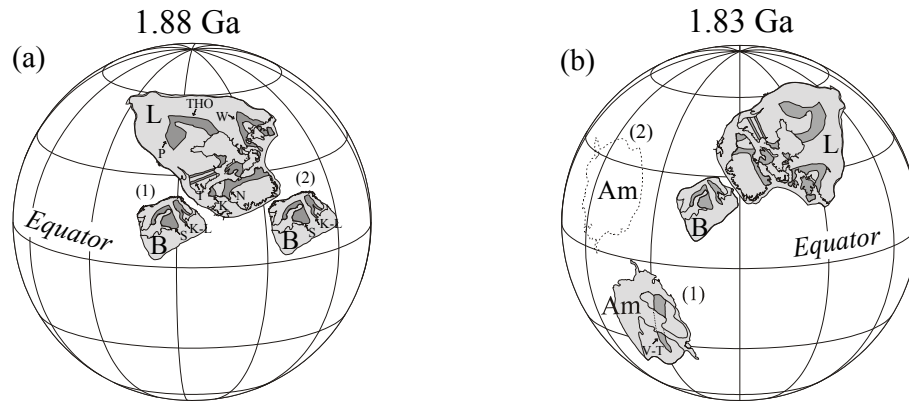 1.88 Ga
(a)
THO
L
W
P
(1)
(2)
T
K
N
K-L
S
B
K-L
S
B
Equator
1.83 Ga
(b)
(2)
L
Am
B
Equator
(1)
Am
V-T